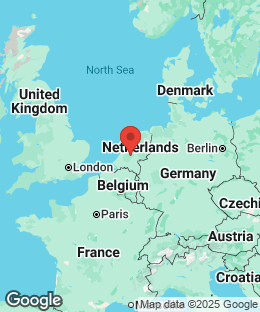 North Sea
United
Kingdom
Denmark
Netherlands
Berlin
London
Belgium
Germany
Paris
Czechi
Austria
France
Croatia
Google
Map data ©2025 Google